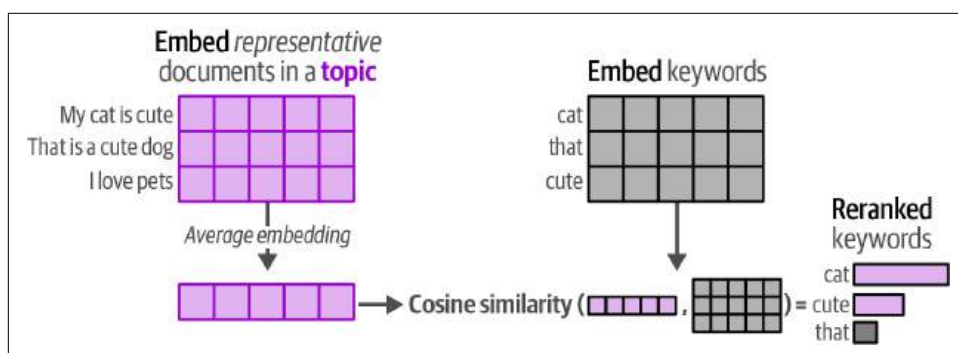 Embed representative
documents in a topic
My cat is cute
That is a cute dog
I love pets
Average embedding
Embed keywords
cat
that
cute
Cosine similarity ( , ) =
Reranked
keywords
cat
cute
that